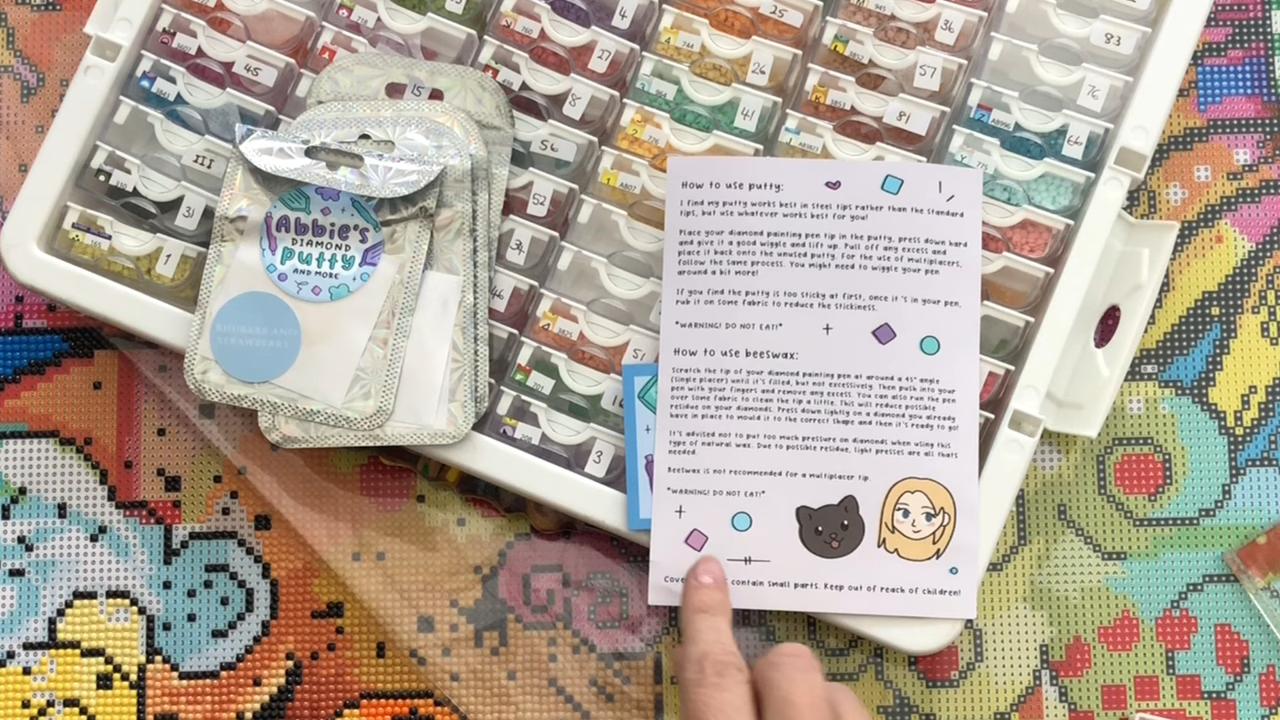 How to use putty:
I find my putty works best in steel tips rather than the standard
tips, but use whatever works best for you!
Place your diamond painting pen tip in the putty, press down hard
and give it a good wiggle and lift up. Pull off any excess and
place it back onto the unused putty. For the use of multiplacers,
follow the same process. You might need to wiggle your pen
around a bit more!
If you find the putty is too sticky at first, once it's in your pen,
rub it on some fabric to reduce the stickiness.
*WARNING! DO NOT EAT!*
How to use beeswax:
Scratch the tip of your diamond painting pen at around a 45° angle
(single placer) until it's filled, but not excessively. Then push into your
pen with your fingers and remove any excess. You can also run the pen
over some fabric to clean the tip a little. This will reduce possible
residue on your diamonds. Press down lightly on a diamond you already
have in place to mould it to the correct shape and then it's ready to go!
It's advised not to put too much pressure on diamonds when using this
type of natural wax. Due to possible residue, light presses are all thats
needed.
Beeswax is not recommended for a multiplacer tip.
*WARNING! DO NOT EAT!*
contain small parts. Keep out of reach of children!
Abbie's
DIAMOND
putty
AND MORE
RHUBARB AND
STRAWBERRY
15
4
25
36
83
45
27
26
57
76
8
41
81
66
III
56
31
52
1
34
46
51
3